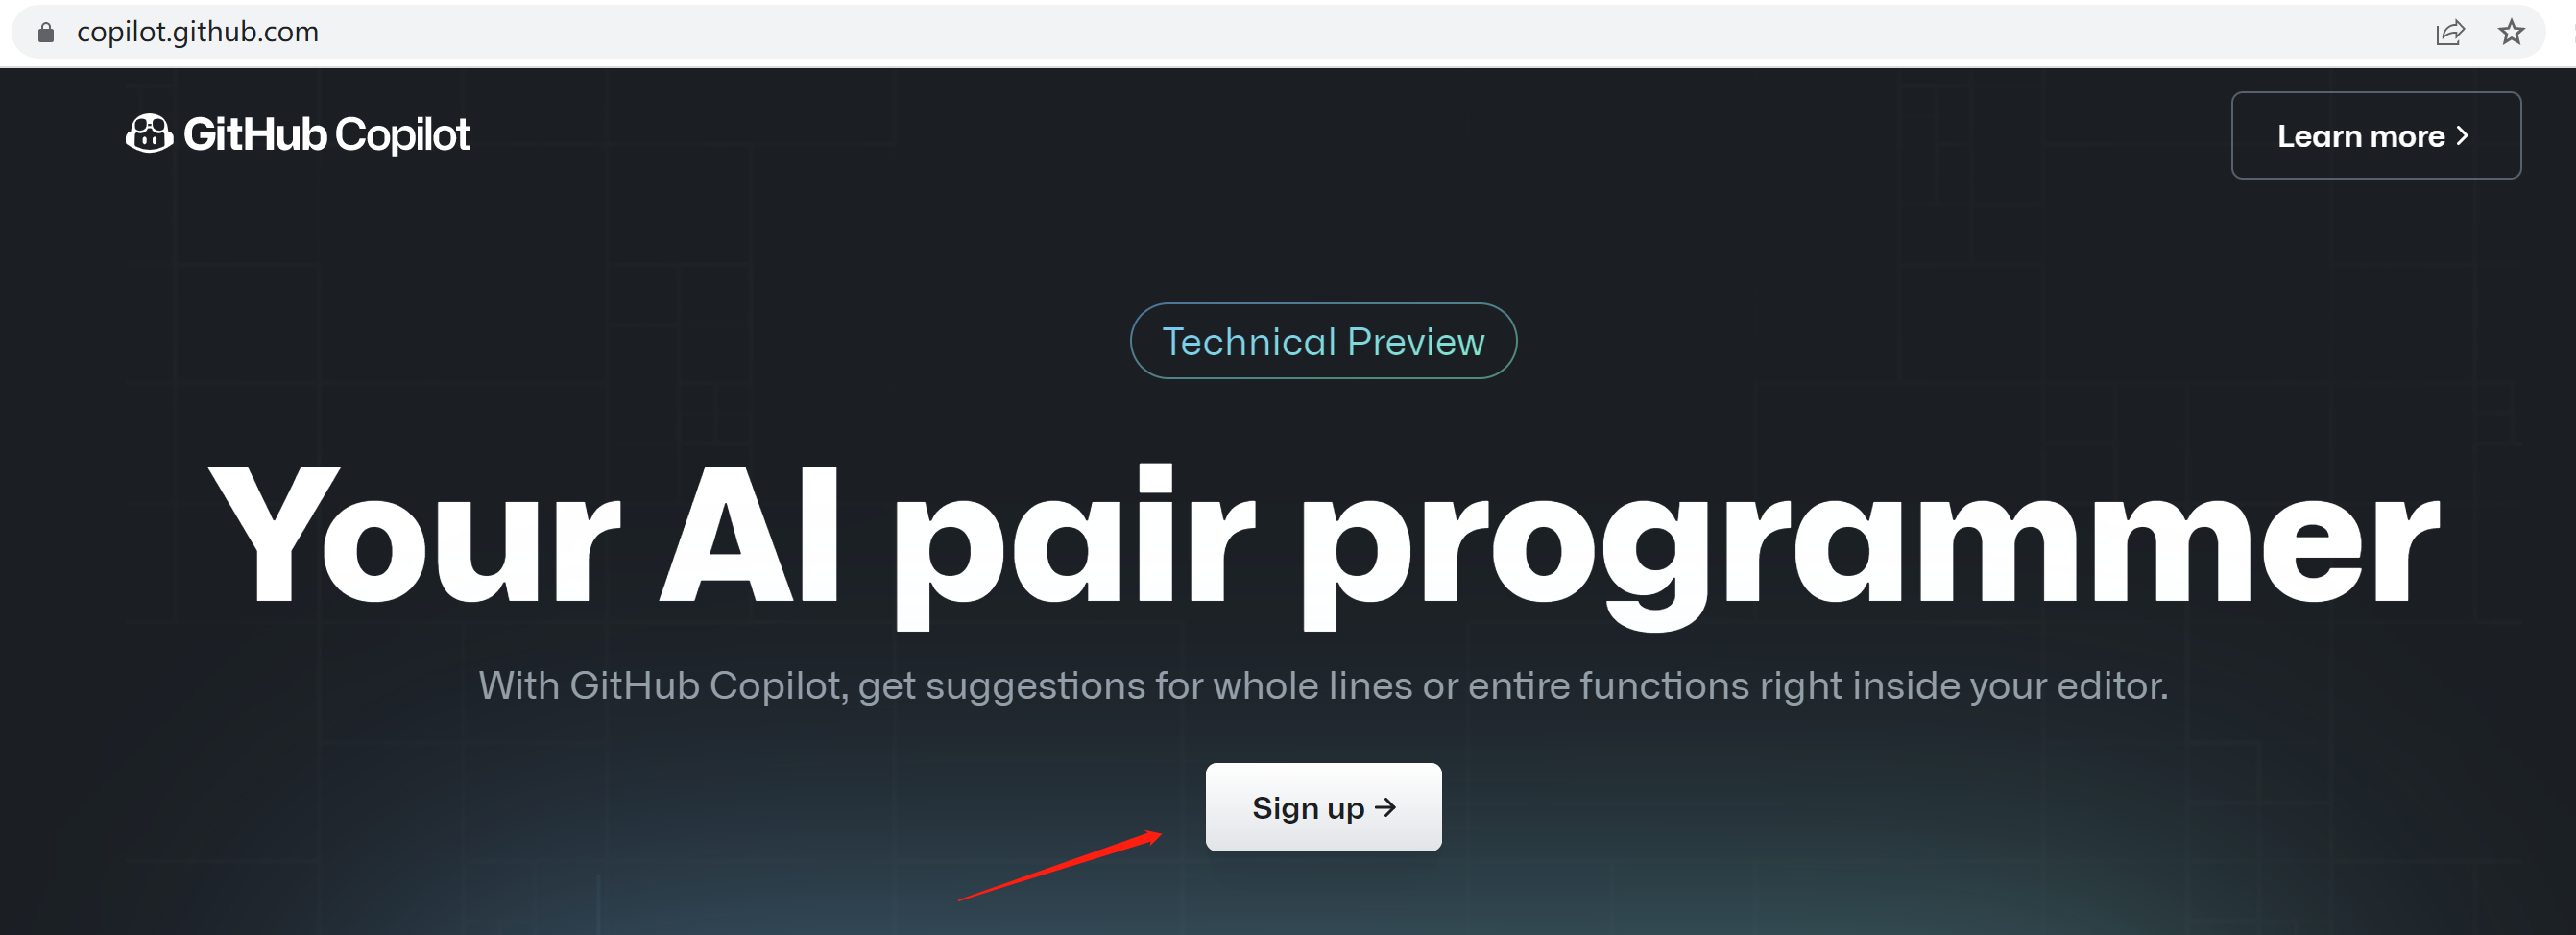 copilot.github.com
GitHub Copilot
Learn more
Technical Preview
Your AI pair programmer
With GitHub Copilot, get suggestions for whole lines or entire functions right inside your editor.
Sign up →